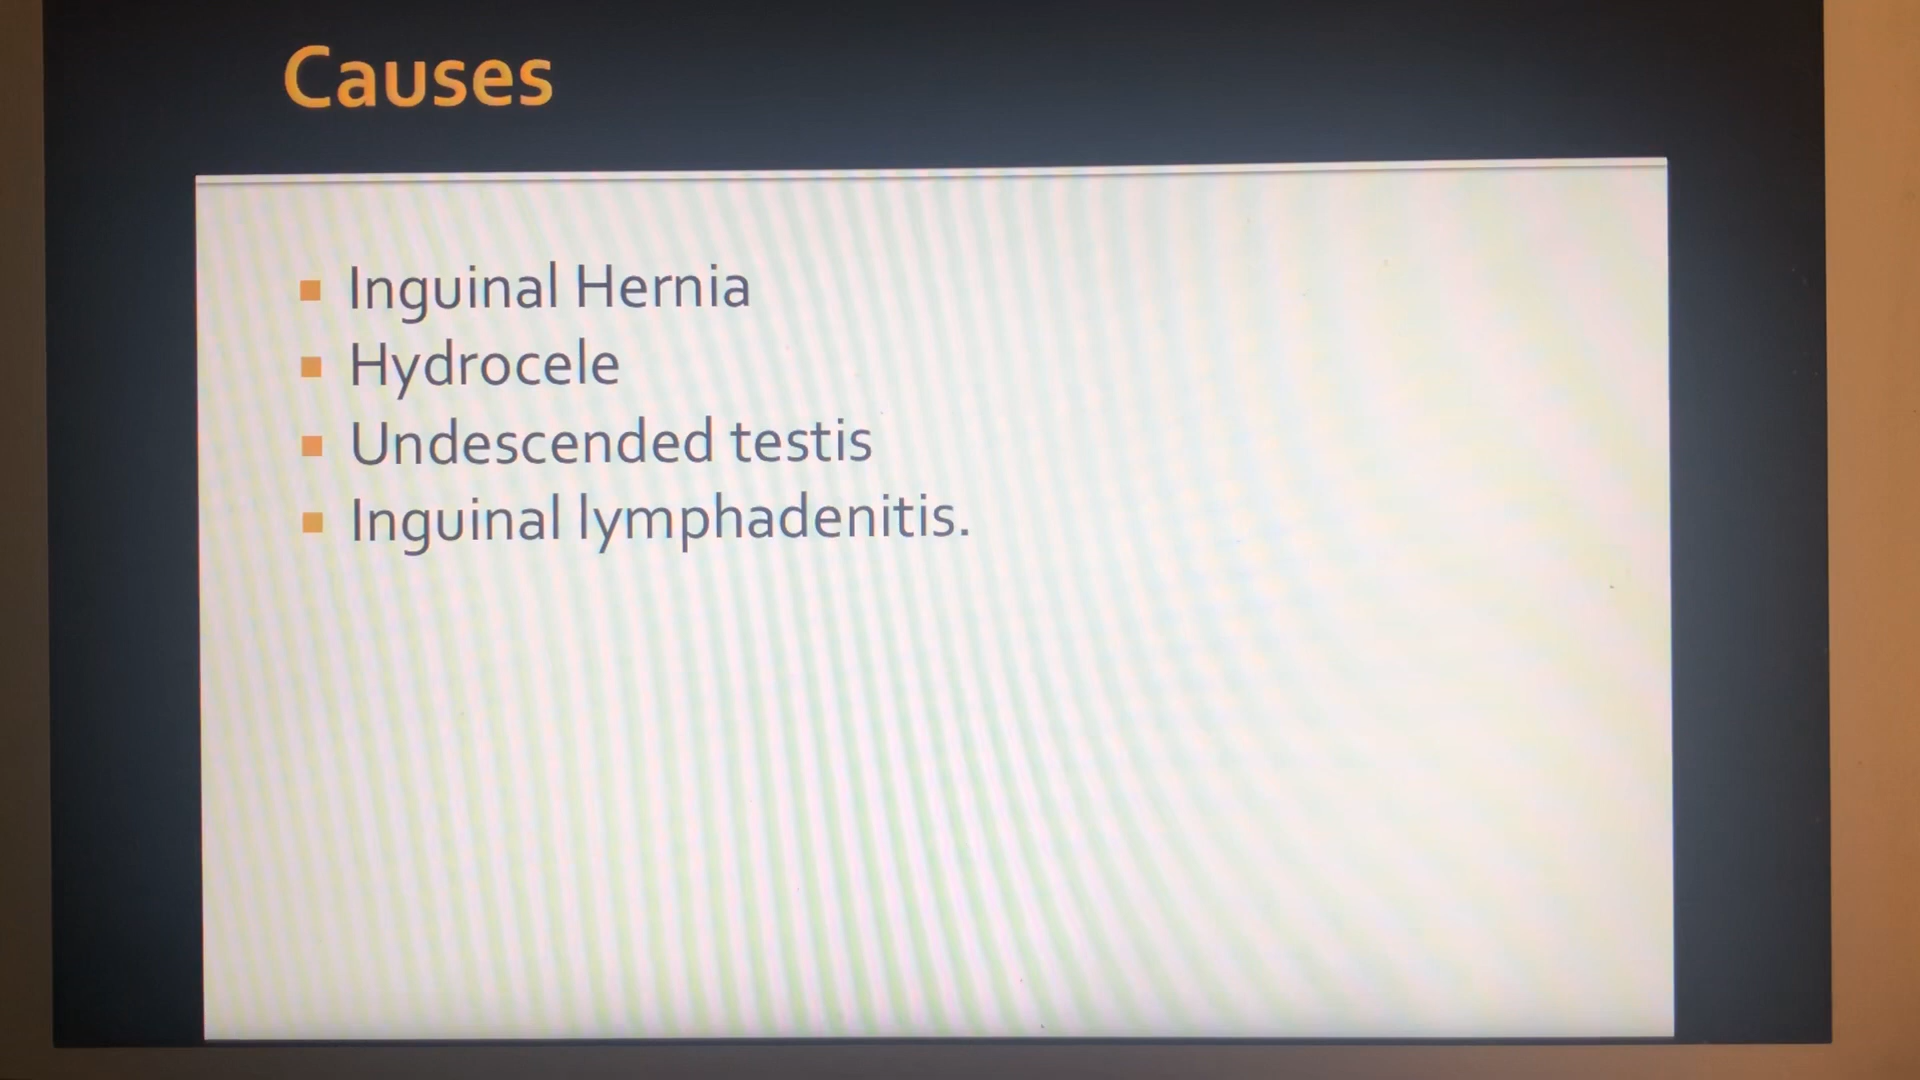 Causes
Inguinal Hernia
Hydrocele
Undescended testis
Inguinal lymphadenitis.